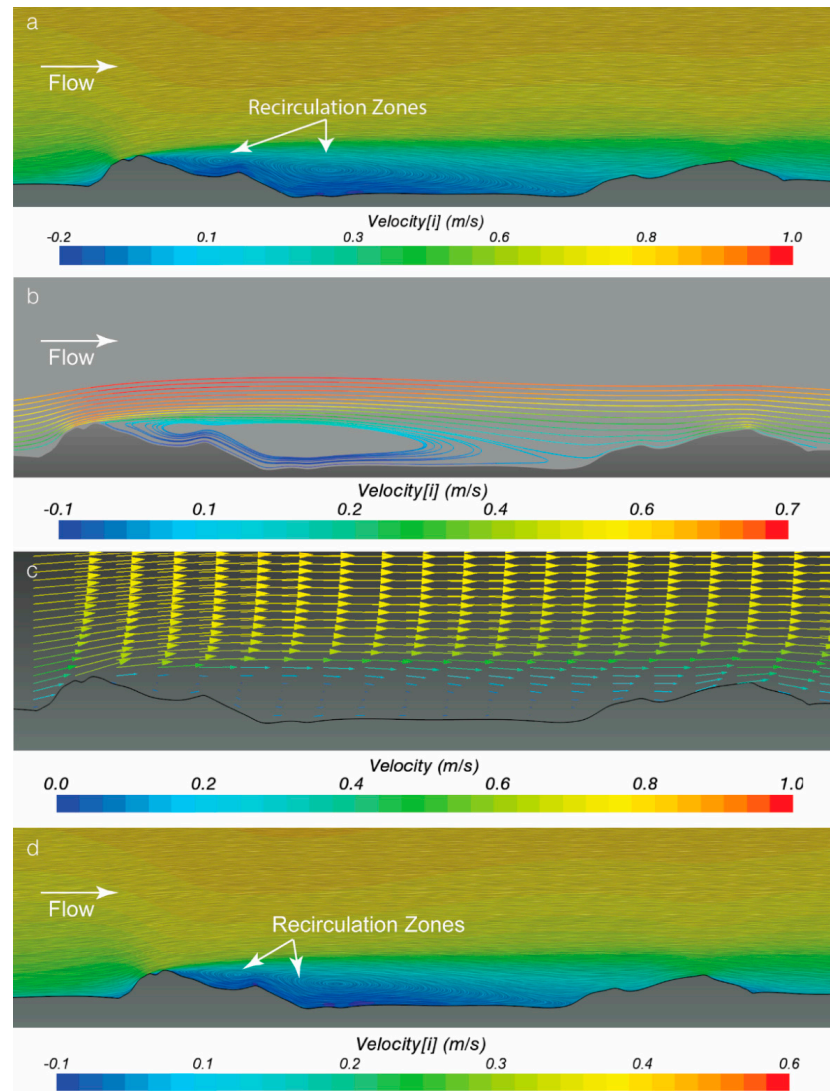 a
Flow
Recirculation Zones
Velocity[i] (m/s)
-0.2 0.1 0.3 0.6 0.8 1.0
b
Flow
Velocity[i] (m/s)
-0.1 0.1 0.2 0.4 0.6 0.7
c
Velocity (m/s)
0.0 0.2 0.4 0.6 0.8 1.0
d
Flow
Recirculation Zones
Velocity[i] (m/s)
-0.1 0.1 0.2 0.3 0.4 0.6